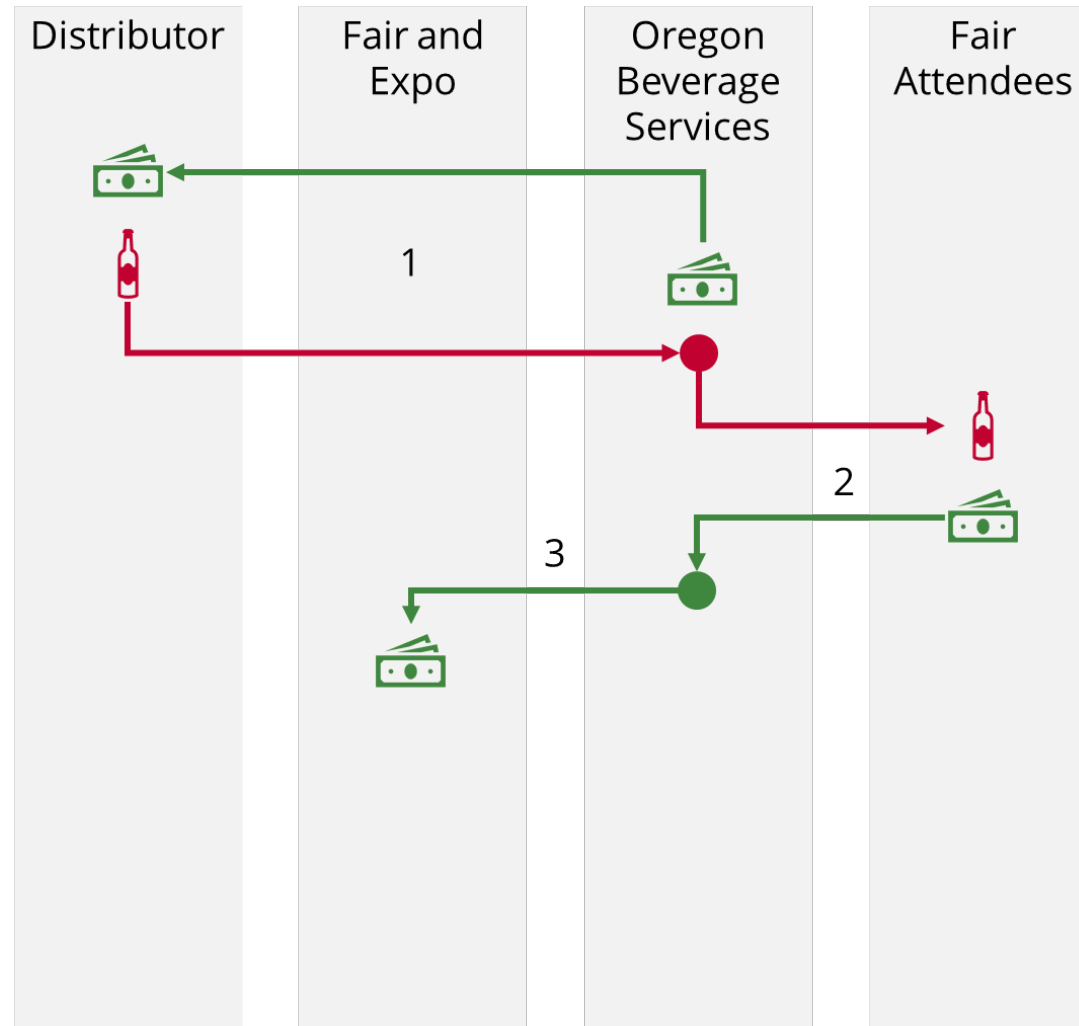 Distributor
Fair and
Expo
Oregon
Beverage
Services
Fair
Attendees
1
2
3